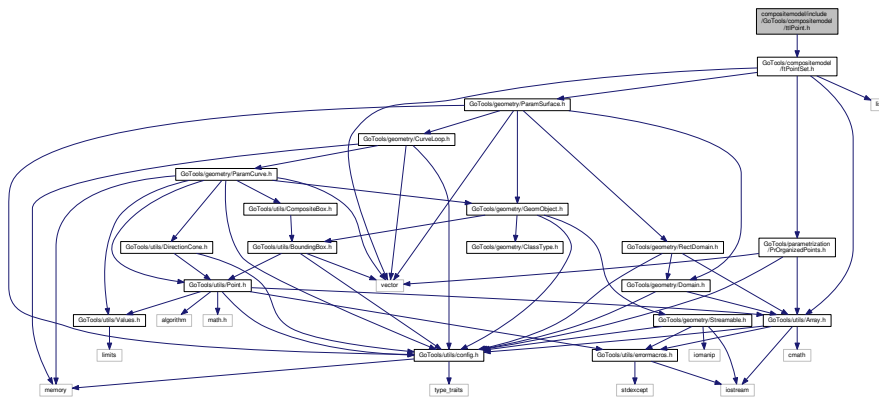 compositemodel/include
/GoTools/compositemodel
/ttlPoint.h
GoTools/compositemodel
/ftPointSet.h
GoTools/geometry/ParamSurface.h
li
GoTools/geometry/CurveLoop.h
GoTools/geometry/ParamCurve.h
GoTools/utils/CompositeBox.h
GoTools/geometry/GeomObject.h
GoTools/utils/DirectionCone.h
GoTools/utils/BoundingBox.h
GoTools/geometry/ClassType.h
GoTools/geometry/RectDomain.h
GoTools/parametrization
/PrOrganizedPoints.h
GoTools/utils/Point.h
vector
GoTools/geometry/Domain.h
GoTools/utils/Values.h
algorithm
math.h
GoTools/geometry/Streamable.h
GoTools/utils/Array.h
limits
GoTools/utils/config.h
GoTools/utils/errormacros.h
iomanip
cmath
memory
type_traits
stdexcept
iostream